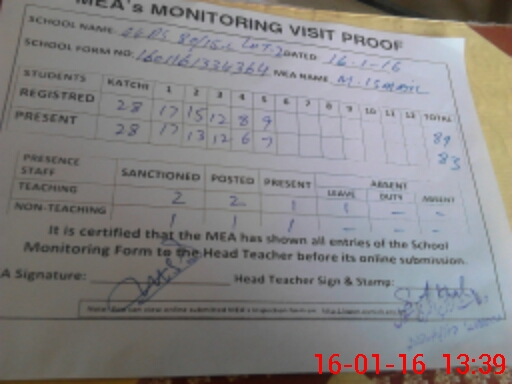 MEA's MONITORING VISIT PROOF
SCHOOL NAME: GGPS 80/15-L DATED: 16-1-16
SCHOOL FORM NO: MEA NAME M-ISMAIL
STUDENTS KATCHI 1 2 3 4 5 6 7 8 9 10 11 12 TOTAL
REGISTRED 28 17 15 12 8 9 89
PRESENT 28 17 13 12 6 7 83
PRESENCE STAFF SANCTIONED POSTED PRESENT ABSENT
LEAVE DUTY ABSENT
TEACHING 2 2 1 1 - -
NON-TEACHING 1 1 1 - - -
It is certified that the MEA has shown all entries of the School
Monitoring Form to the Head Teacher before its online submission.
A Signature: Head Teacher Sign & Stamp:
16-01-16 13:39